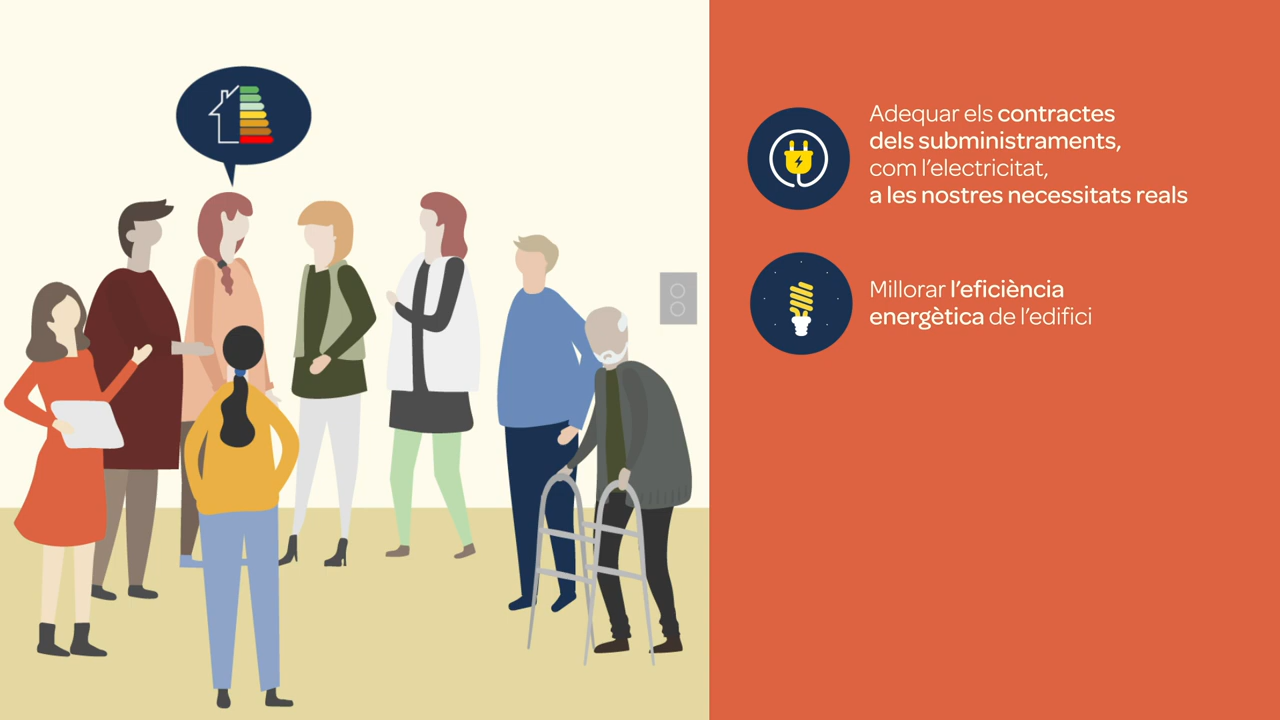 Adequar els contractes
dels subministraments,
com l'electricitat,
a les nostres necessitats reals
Millorar l'eficiència
energètica de l'edifici